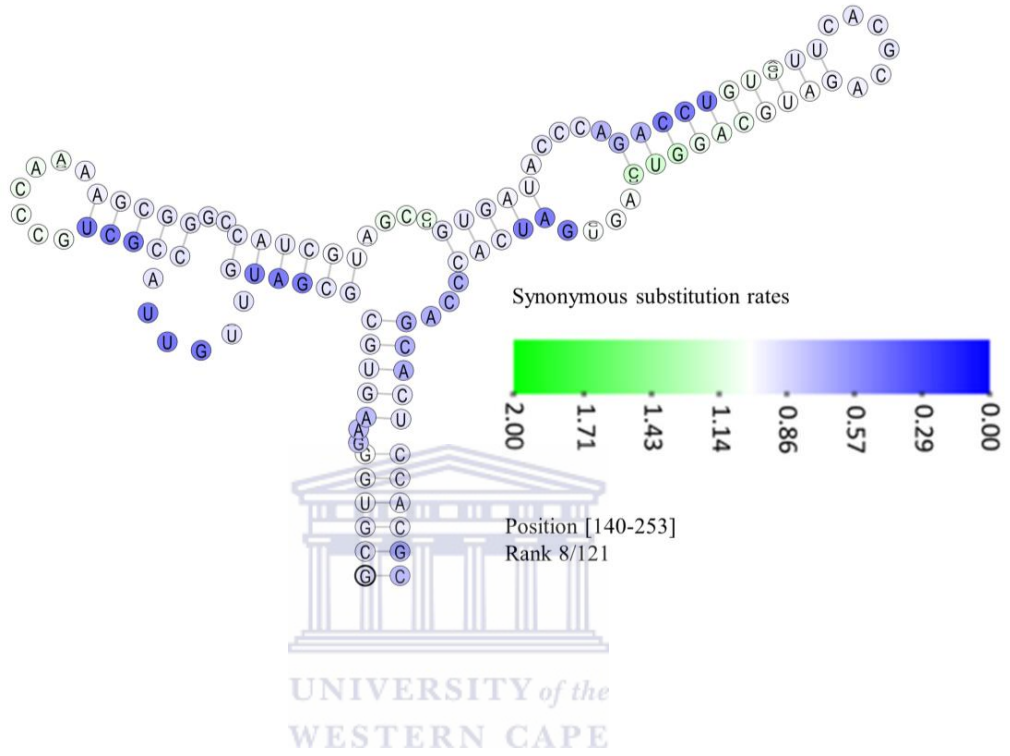 G C G U G G G A A G U G C G C G A U G U U G U U A C C G C U G C C C A A A A G C G G G C C A U C G U A G C C G U G A U A C C C A G A C C U G U G U U C A C G C A G A U G C A G G U C A G U G A U C A C C C A G C A C U C C A C G C
Synonymous substitution rates
2.00 1.71 1.43 1.14 0.86 0.57 0.29 0.00
Position [140-253]
Rank 8/121
UNIVERSITY of the
WESTERN CAPE